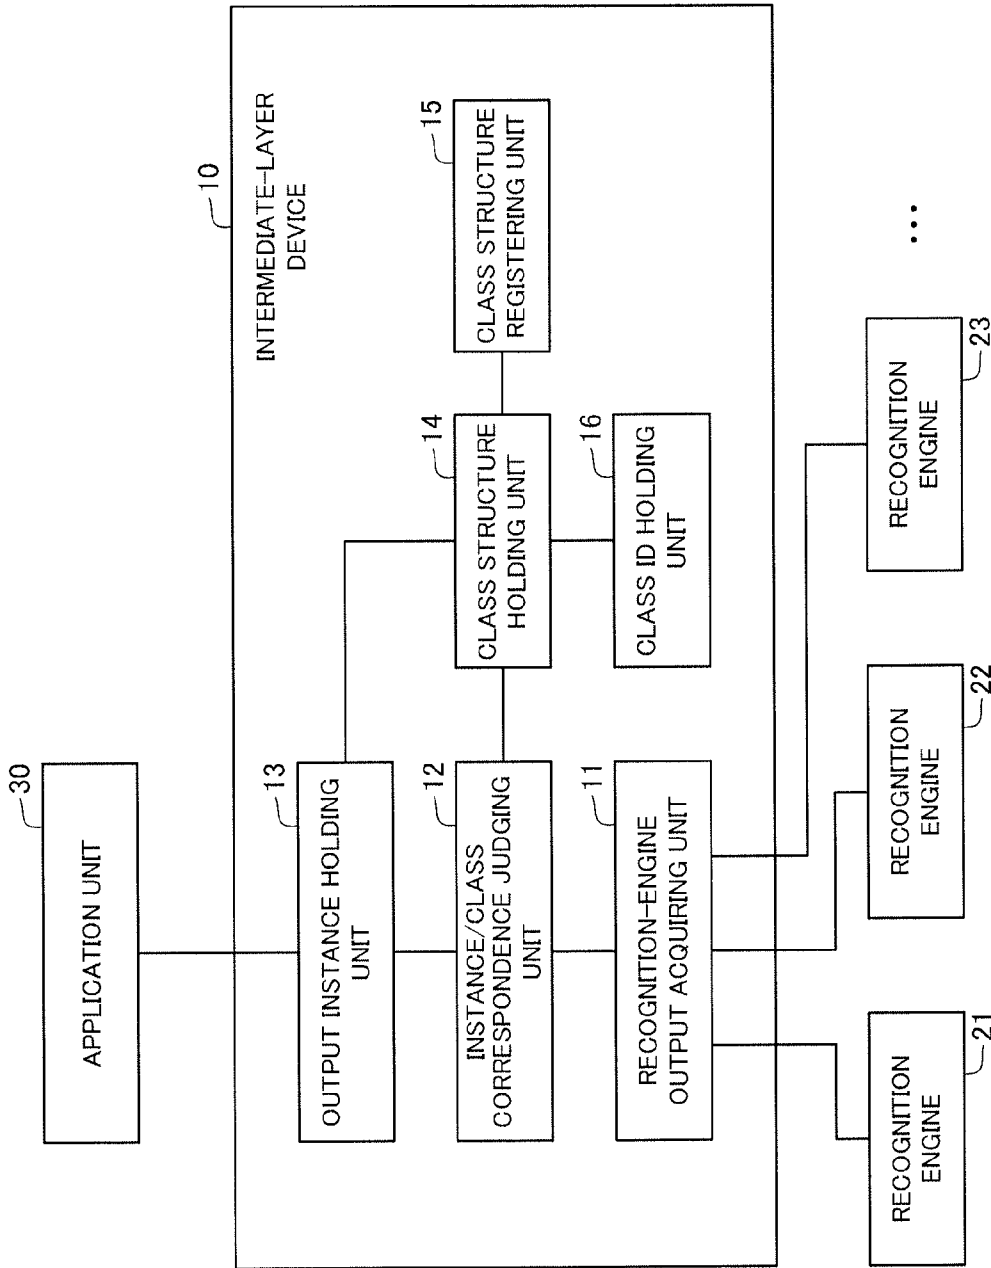 30
APPLICATION UNIT
10
INTERMEDIATE-LAYER
DEVICE
13
OUTPUT INSTANCE HOLDING
UNIT
12
INSTANCE/CLASS
CORRESPONDENCE JUDGING
UNIT
14
CLASS STRUCTURE
HOLDING UNIT
15
CLASS STRUCTURE
REGISTERING UNIT
11
RECOGNITION-ENGINE
OUTPUT ACQUIRING UNIT
16
CLASS ID HOLDING
UNIT
RECOGNITION
ENGINE
21
RECOGNITION
ENGINE
22
RECOGNITION
ENGINE
23
...